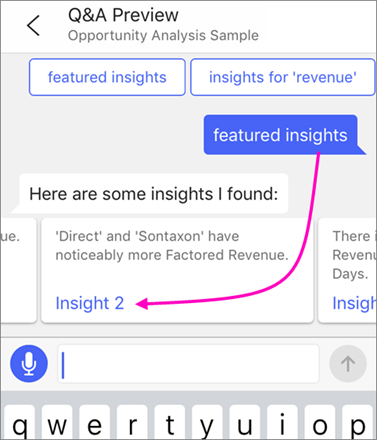 Q&A Preview
Opportunity Analysis Sample
featured insights
insights for 'revenue'
featured insights
Here are some insights I found:
ue.
'Direct' and 'Sontaxon' have
noticeably more Factored Revenue.
Insight 2
There i
Revenu
Days.
Insigh
q w e r t y u i o p